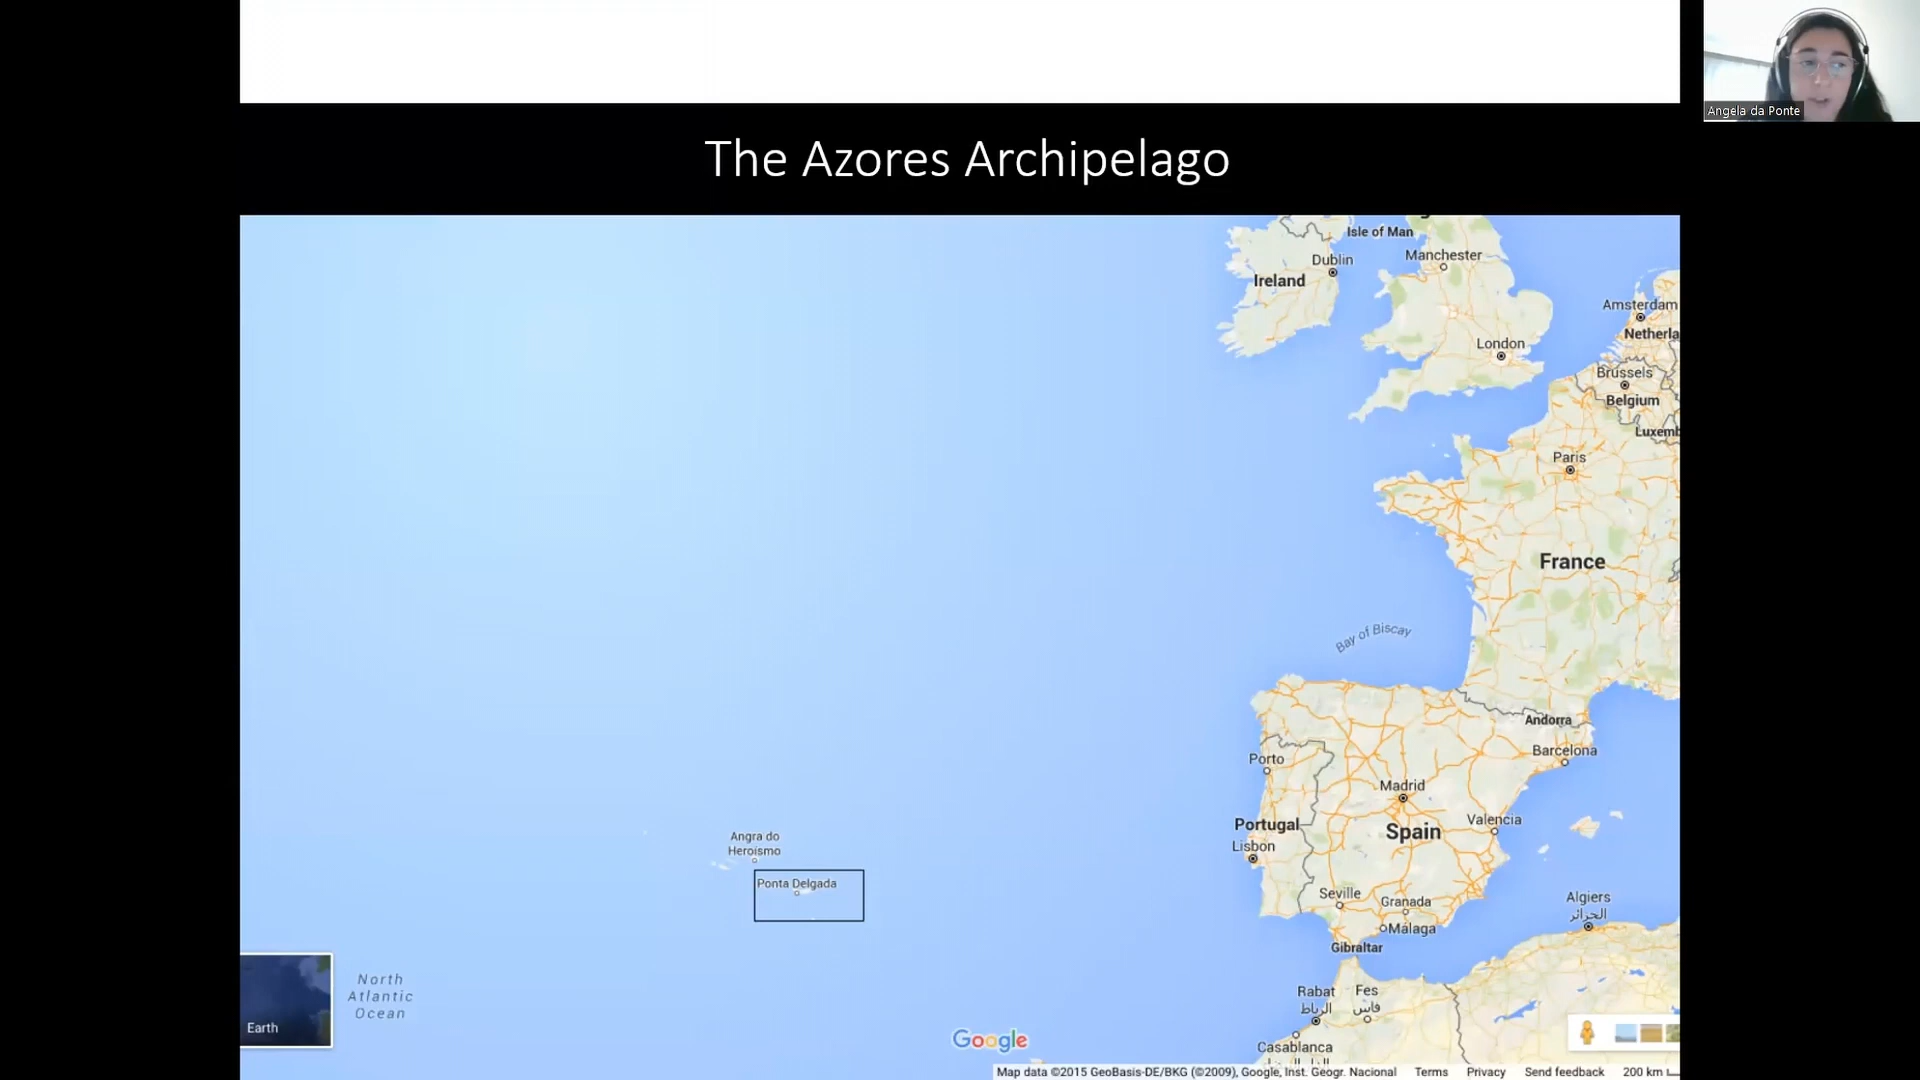 Angela da Ponte
The Azores Archipelago
Isle of Man
Dublin
Manchester
Ireland
Amsterdam
Netherla
London
Brussels
Belgium
Luxemb
Paris
France
Bay of Biscay
Andorra
Porto
Barcelona
Madrid
Portugal
Spain
Valencia
Lisbon
Angra do
Heroismo
Ponta Delgada
Seville
Granada
Algiers
الجزائر
Málaga
Gibraltar
North
Atlantic
Ocean
Rabat
الرباط
Fes
فاس
Earth
Google
Casablanca
Map data ©2015 GeoBasis-DE/BKG (©2009), Google, Inst. Geogr. Nacional Terms Privacy Send feedback 200 km